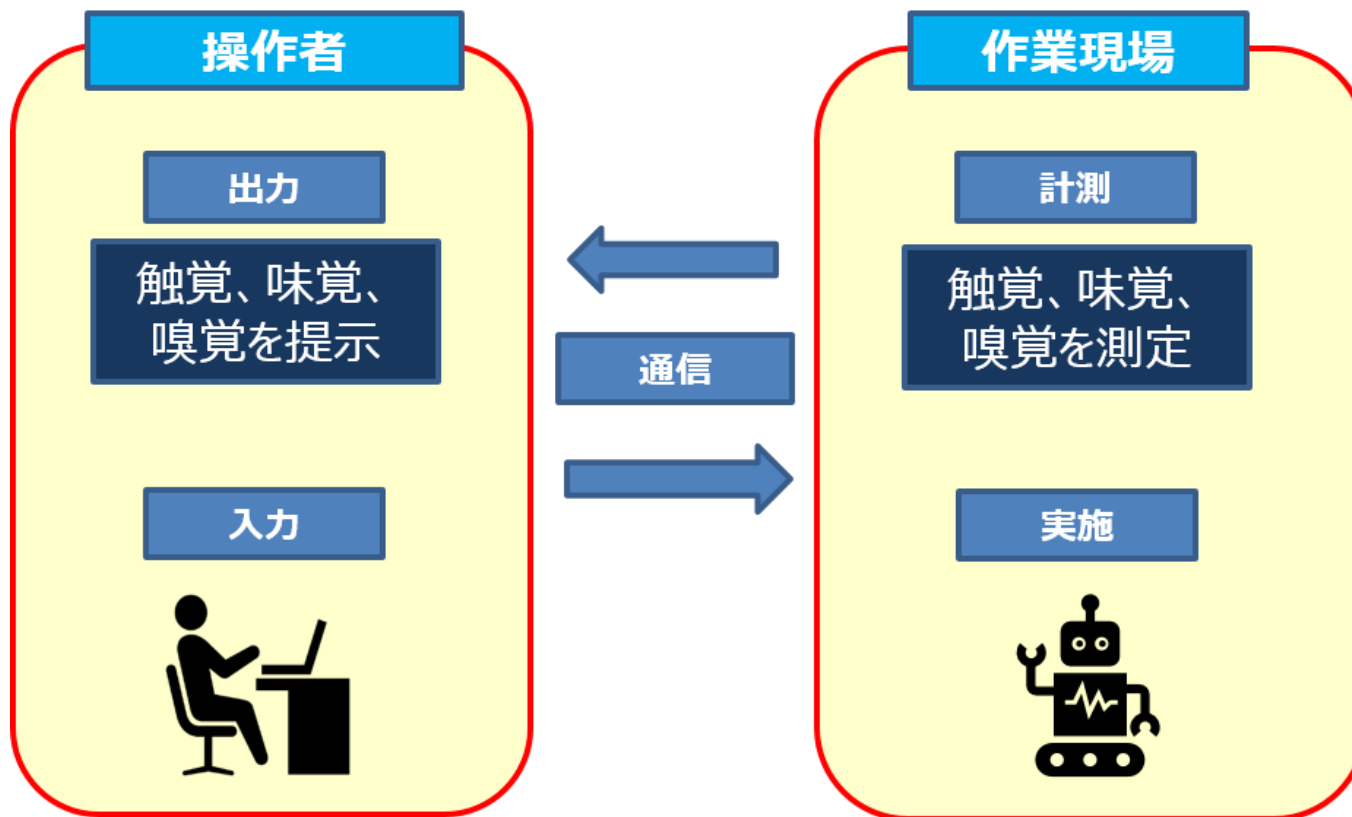 操作者
出力
触覚、味覚、
嗅覚を提示
入力
通信
作業現場
計測
触覚、味覚、
嗅覚を測定
実施